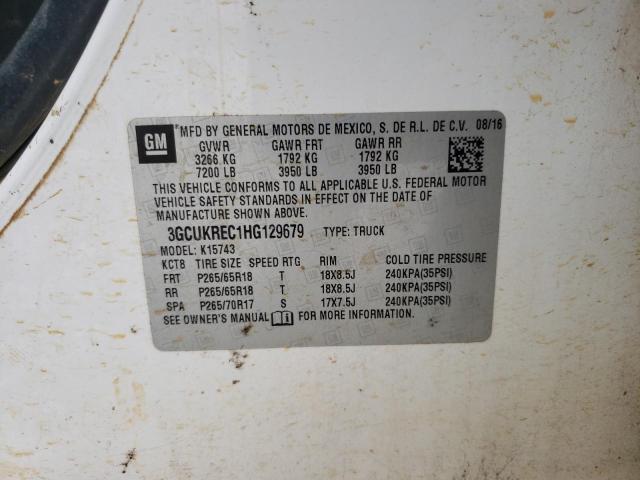 GM *MFD BY GENERAL MOTORS DE MEXICO, S. DE R.L. DE C.V. 08/16
GVWR GAWR FRT GAWR RR
3266 KG 1792 KG 1792 KG
7200 LB 3950 LB 3950 LB
THIS VEHICLE CONFORMS TO ALL APPLICABLE U.S. FEDERAL MOTOR
VEHICLE SAFETY STANDARDS IN EFFECT ON THE DATE OF
MANUFACTURE SHOWN ABOVE.
3GCUKREC1HG129679 TYPE: TRUCK
MODEL: K15743
KCTB TIRE SIZE SPEED RTG RIM COLD TIRE PRESSURE
FRT P265/65R18 T 18X8.5J 240KPA(35PSI)
RR P265/65R18 T 18X8.5J 240KPA(35PSI)
SPA P265/70R17 S 17X7.5J 240KPA(35PSI)
SEE OWNER'S MANUAL FOR MORE INFORMATION.